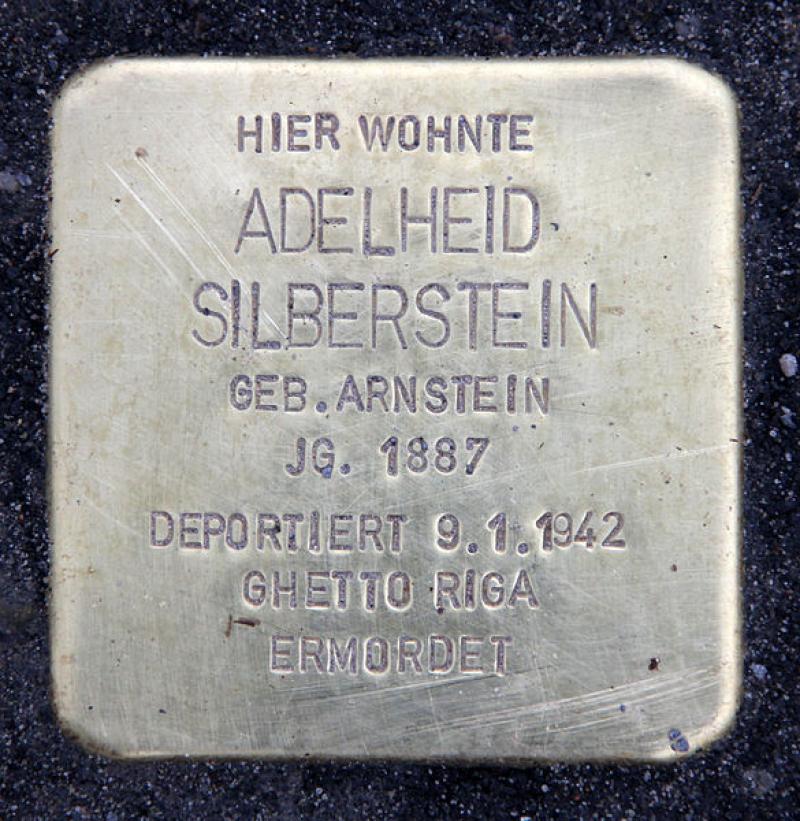 HIER WOHNTE
ADELHEID
SILBERSTEIN
GEB. ARNSTEIN
JG. 1887
DEPORTIERT 9.1.1942
GHETTO RIGA
ERMORDET